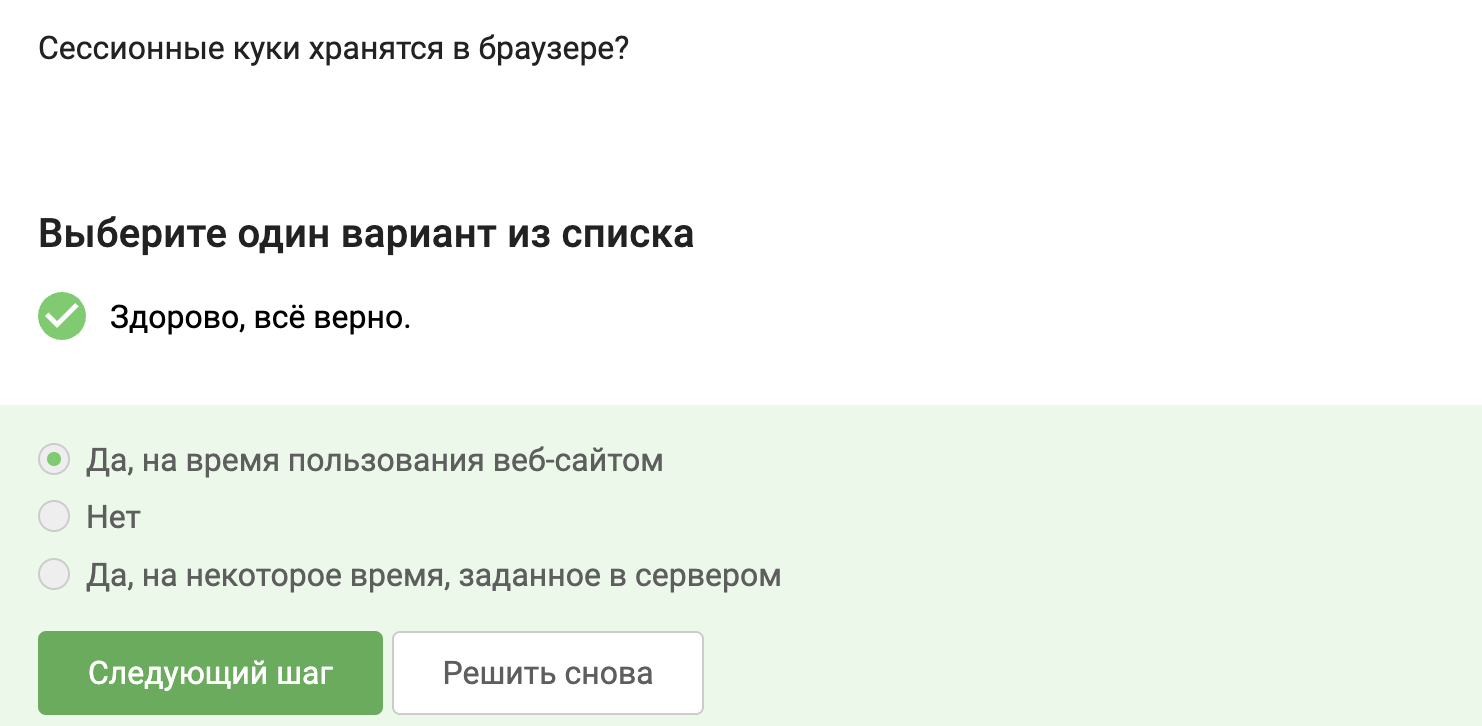 Сессионные куки хранятся в браузере?
Выберите один вариант из списка
Здорово, всё верно.
Да, на время пользования веб-сайтом
Нет
Да, на некоторое время, заданное в сервером
Следующий шаг
Решить снова